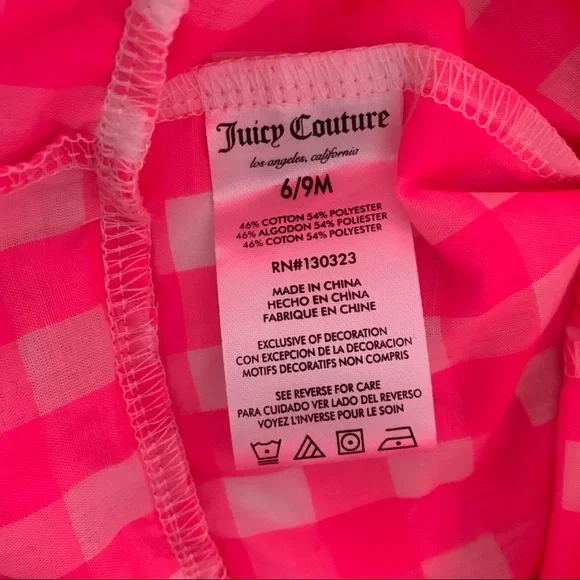 Juicy Couture
los angeles, california
6/9M
46% COTTON 54% POLYESTER
46% ALGODON 54% POLIESTER
46% COTON 54% POLYESTER
RN#130323
MADE IN CHINA
HECHO EN CHINA
FABRIQUE EN CHINE
EXCLUSIVE OF DECORATION
CON EXCEPCION DE LA DECORACION
MOTIFS DECORATIFS NON COMPRIS
SEE REVERSE FOR CARE
PARA CUIDADO VER LADO DEL REVERSO
VOYEZ L'INVERSE POUR LE SOIN